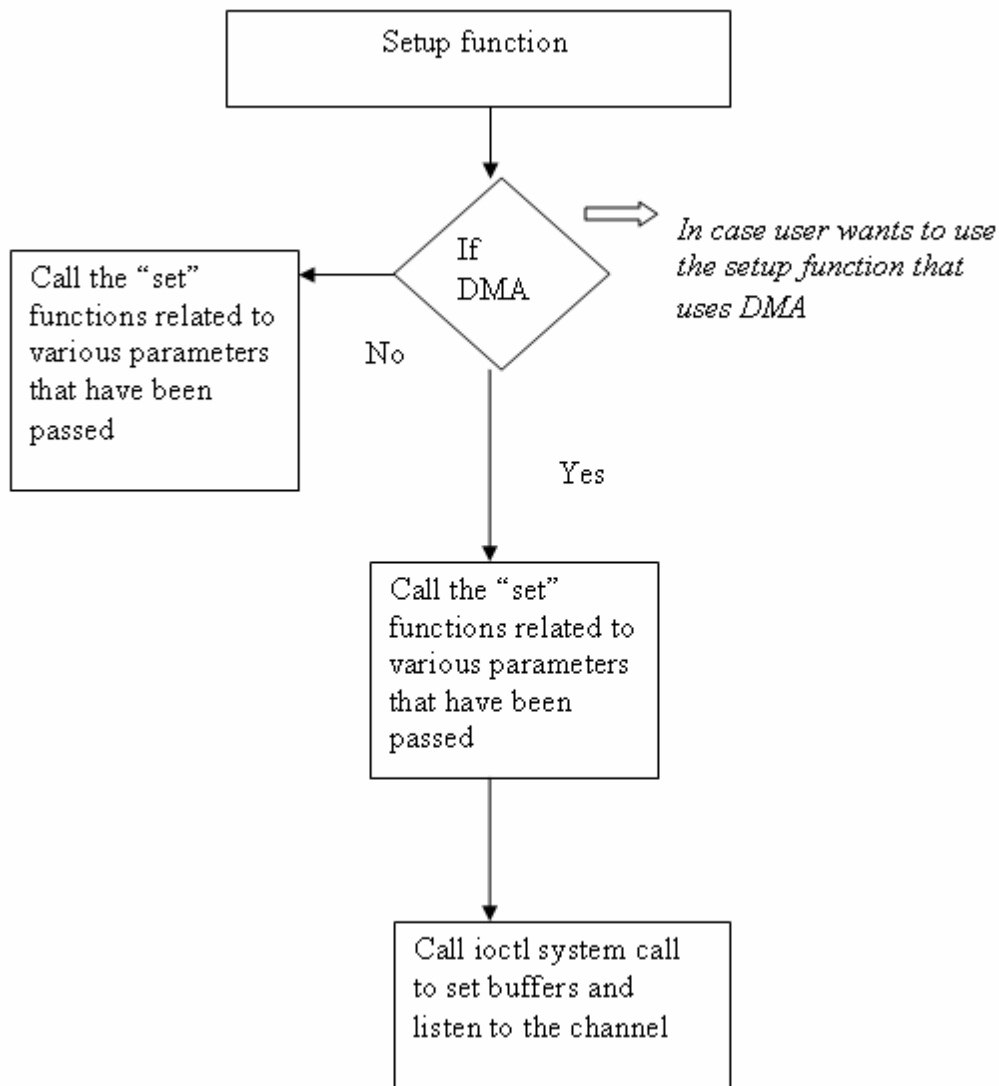 Setup function
If
DMA
In case user wants to use
the setup function that
uses DMA
Call the “set”
functions related to
various parameters
that have been
passed
No
Yes
Call the “set”
functions related to
various parameters
that have been
passed
Call ioctl system call
to set buffers and
listen to the channel